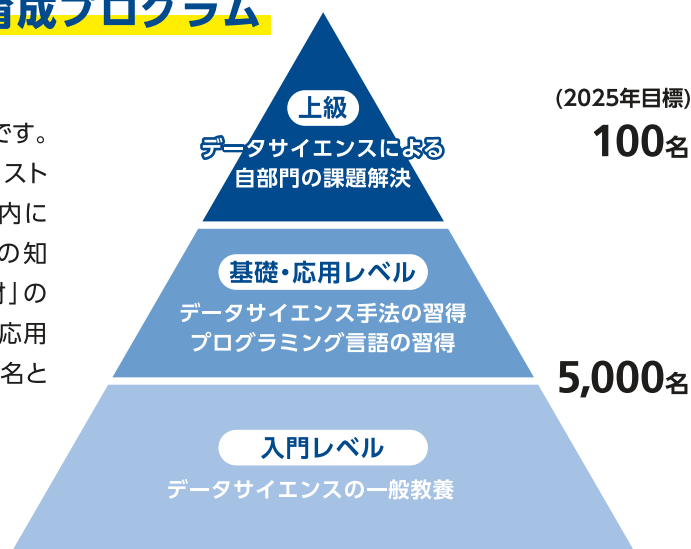 育成プログラム
です。
スト
内に
の知
材」の
応用
名と
上級
データサイエンスによる
自部門の課題解決
基礎・応用レベル
データサイエンス手法の習得
プログラミング言語の習得
入門レベル
データサイエンスの一般教養
(2025年目標)
100名
5,000名